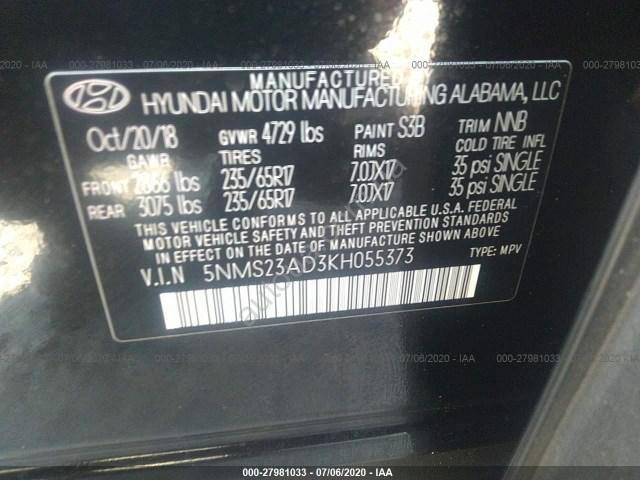 MANUFACTURED BY
HYUNDAI MOTOR MANUFACTURING ALABAMA, LLC
Oct/20/18 GVWR 4729 lbs PAINT S3B TRIM NNB
GAWR TIRES RIMS COLD TIRE INFL
FRONT 2866 lbs 235/65R17 7.0JX17 35 psi SINGLE
REAR 3075 lbs 235/65R17 7.0JX17 35 psi SINGLE
THIS VEHICLE CONFORMS TO ALL APPLICABLE U.S.A. FEDERAL
MOTOR VEHICLE SAFETY AND THEFT PREVENTION STANDARDS
IN EFFECT ON THE DATE OF MANUFACTURE SHOWN ABOVE.
V.I.N 5NMS23AD3KH055373 TYPE: MPV
000-27981033 - 07/06/2020 - IAA